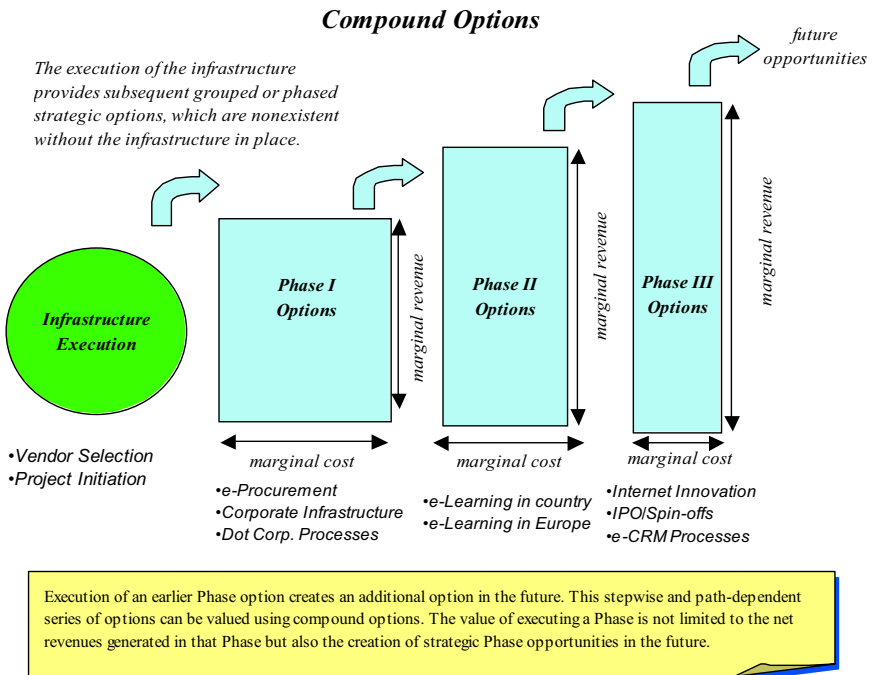 Compound Options
The execution of the infrastructure
provides subsequent grouped or phased
strategic options, which are nonexistent
without the infrastructure in place.
future
opportunities
Infrastructure
Execution
•Vendor Selection
•Project Initiation
Phase I
Options
marginal revenue
marginal cost
•e-Procurement
•Corporate Infrastructure
•Dot Corp. Processes
Phase II
Options
marginal revenue
marginal cost
•e-Learning in country
•e-Learning in Europe
Phase III
Options
marginal revenue
marginal cost
•Internet Innovation
•IPO/Spin-offs
•e-CRM Processes
Execution of an earlier Phase option creates an additional option in the future. This stepwise and path-dependent
series of options can be valued using compound options. The value of executing a Phase is not limited to the net
revenues generated in that Phase but also the creation of strategic Phase opportunities in the future.